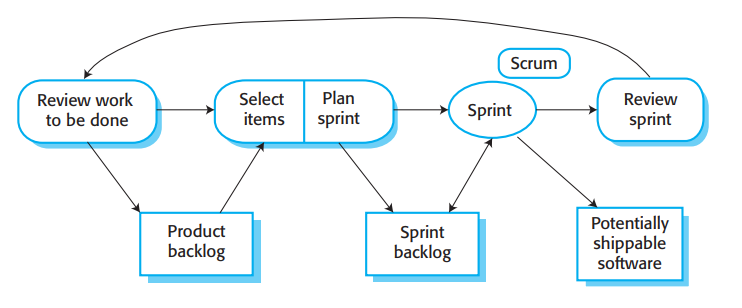 Scrum
Review work
to be done
Select
items
Plan
sprint
Sprint
Review
sprint
Product
backlog
Sprint
backlog
Potentially
shippable
software